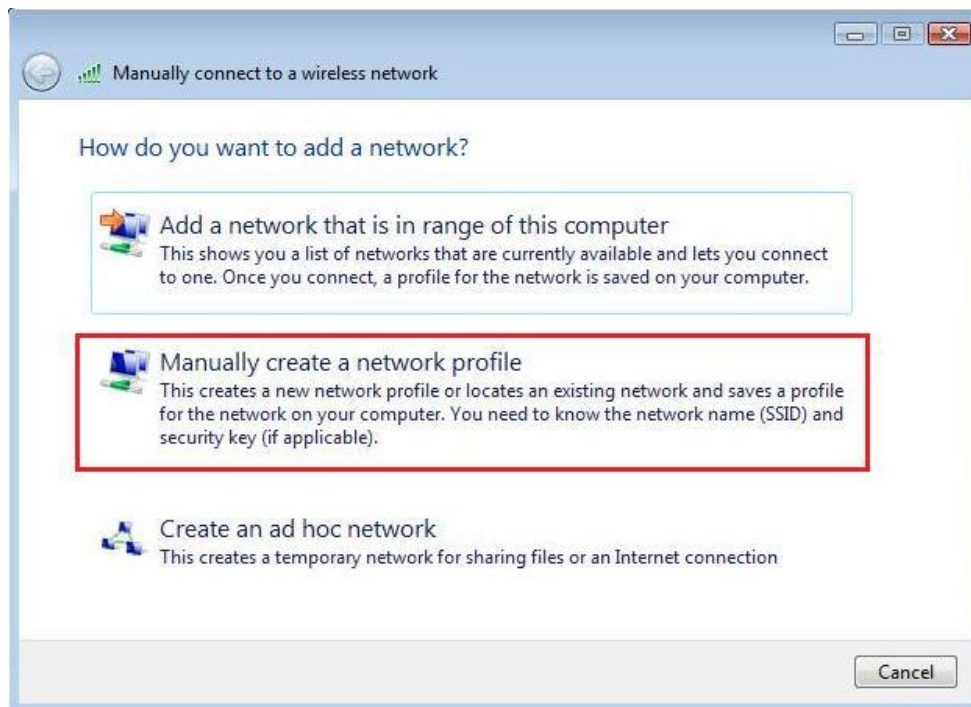 Manually connect to a wireless network
How do you want to add a network?
Add a network that is in range of this computer
This shows you a list of networks that are currently available and lets you connect
to one. Once you connect, a profile for the network is saved on your computer.
Manually create a network profile
This creates a new network profile or locates an existing network and saves a profile
for the network on your computer. You need to know the network name (SSID) and
security key (if applicable).
Create an ad hoc network
This creates a temporary network for sharing files or an Internet connection
Cancel